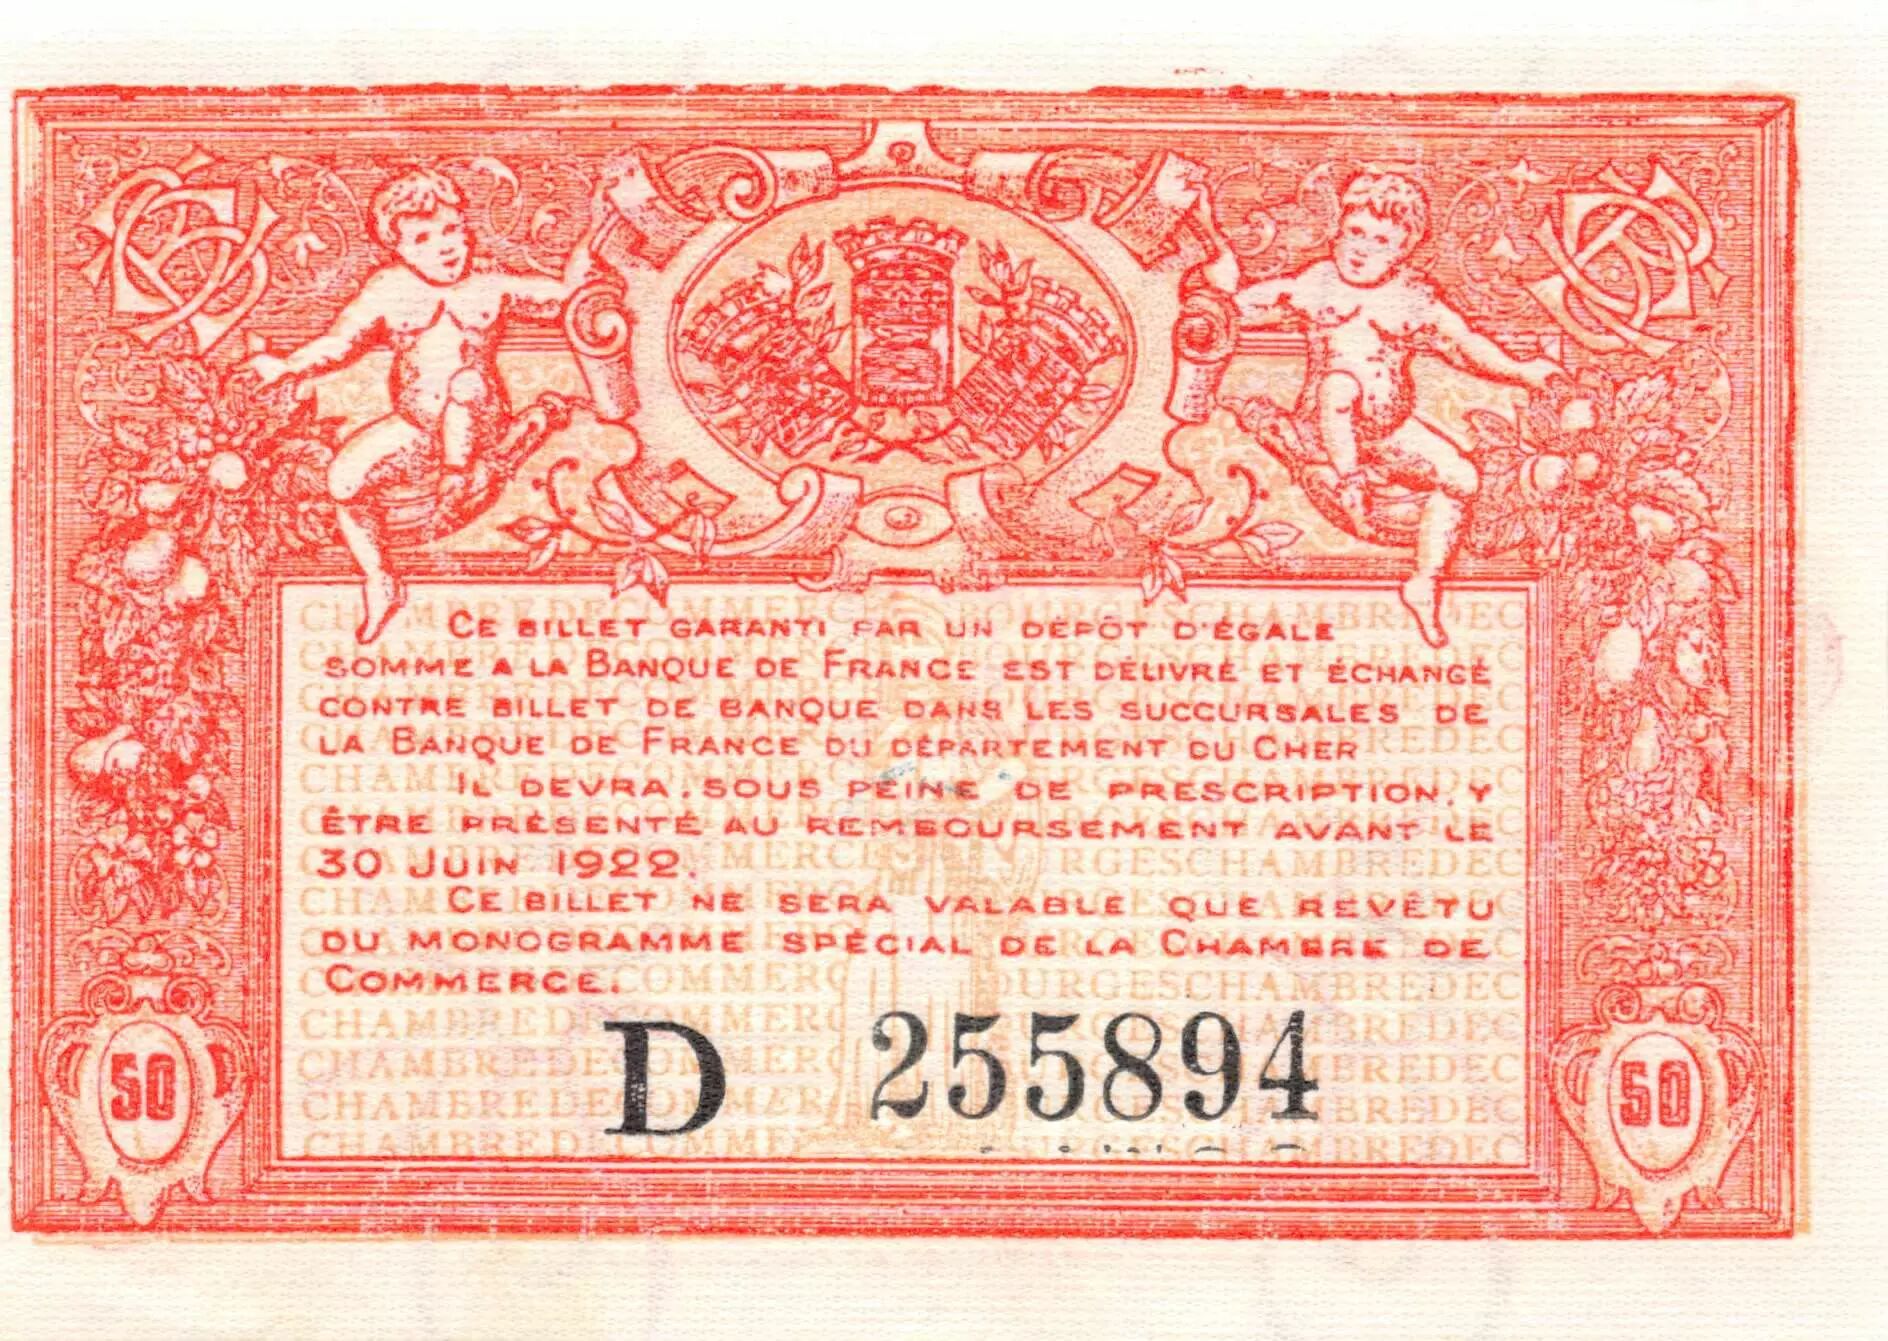 CE BILLET GARANTI PAR UN DÉPÔT D'ÉGALE
SOMME A LA BANQUE DE FRANCE EST DÉLIVRÉ ET ÉCHANGÉ
CONTRE BILLET DE BANQUE DANS LES SUCCURSALES DE
LA BANQUE DE FRANCE DU DÉPARTEMENT DU CHER
IL DEVRA, SOUS PEINE DE PRESCRIPTION, Y
ÊTRE PRÉSENTÉ AU REMBOURSEMENT AVANT LE
30 JUIN 1922.
CE BILLET NE SERA VALABLE QUE REVÊTU
DU MONOGRAMME SPÉCIAL DE LA CHAMBRE DE
COMMERCE.
D 255894
50
50